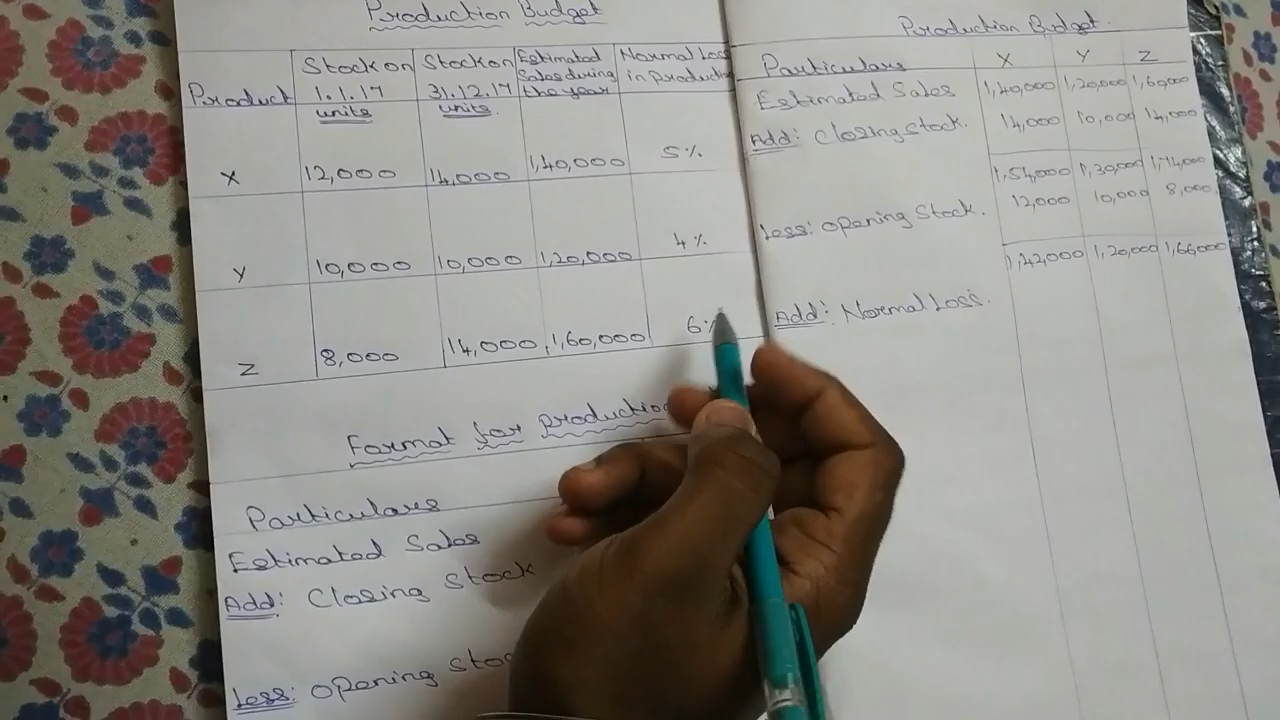 Production Budget
Product
Stock on 1.1.17 units
Stock on 31.12.17 units
Estimated Sales during the year
Normal Loss in production
X 12,000 14,000 1,40,000 5%
Y 10,000 10,000 1,20,000 4%
Z 8,000 14,000 1,60,000 6%
Format for production
Particulars
Estimated Sales
Add: Closing Stock
Less: Opening Stoc
Production Budget.
Particulars X Y Z
Estimated Sales 1,40,000 1,20,000 1,60,000
Add: Closing Stock. 14,000 10,000 14,000
1,54,000 1,30,000 1,74,000
Less: Opening Stock. 12,000 10,000 8,000
1,42,000 1,20,000 1,66,000
Add: Normal Loss.